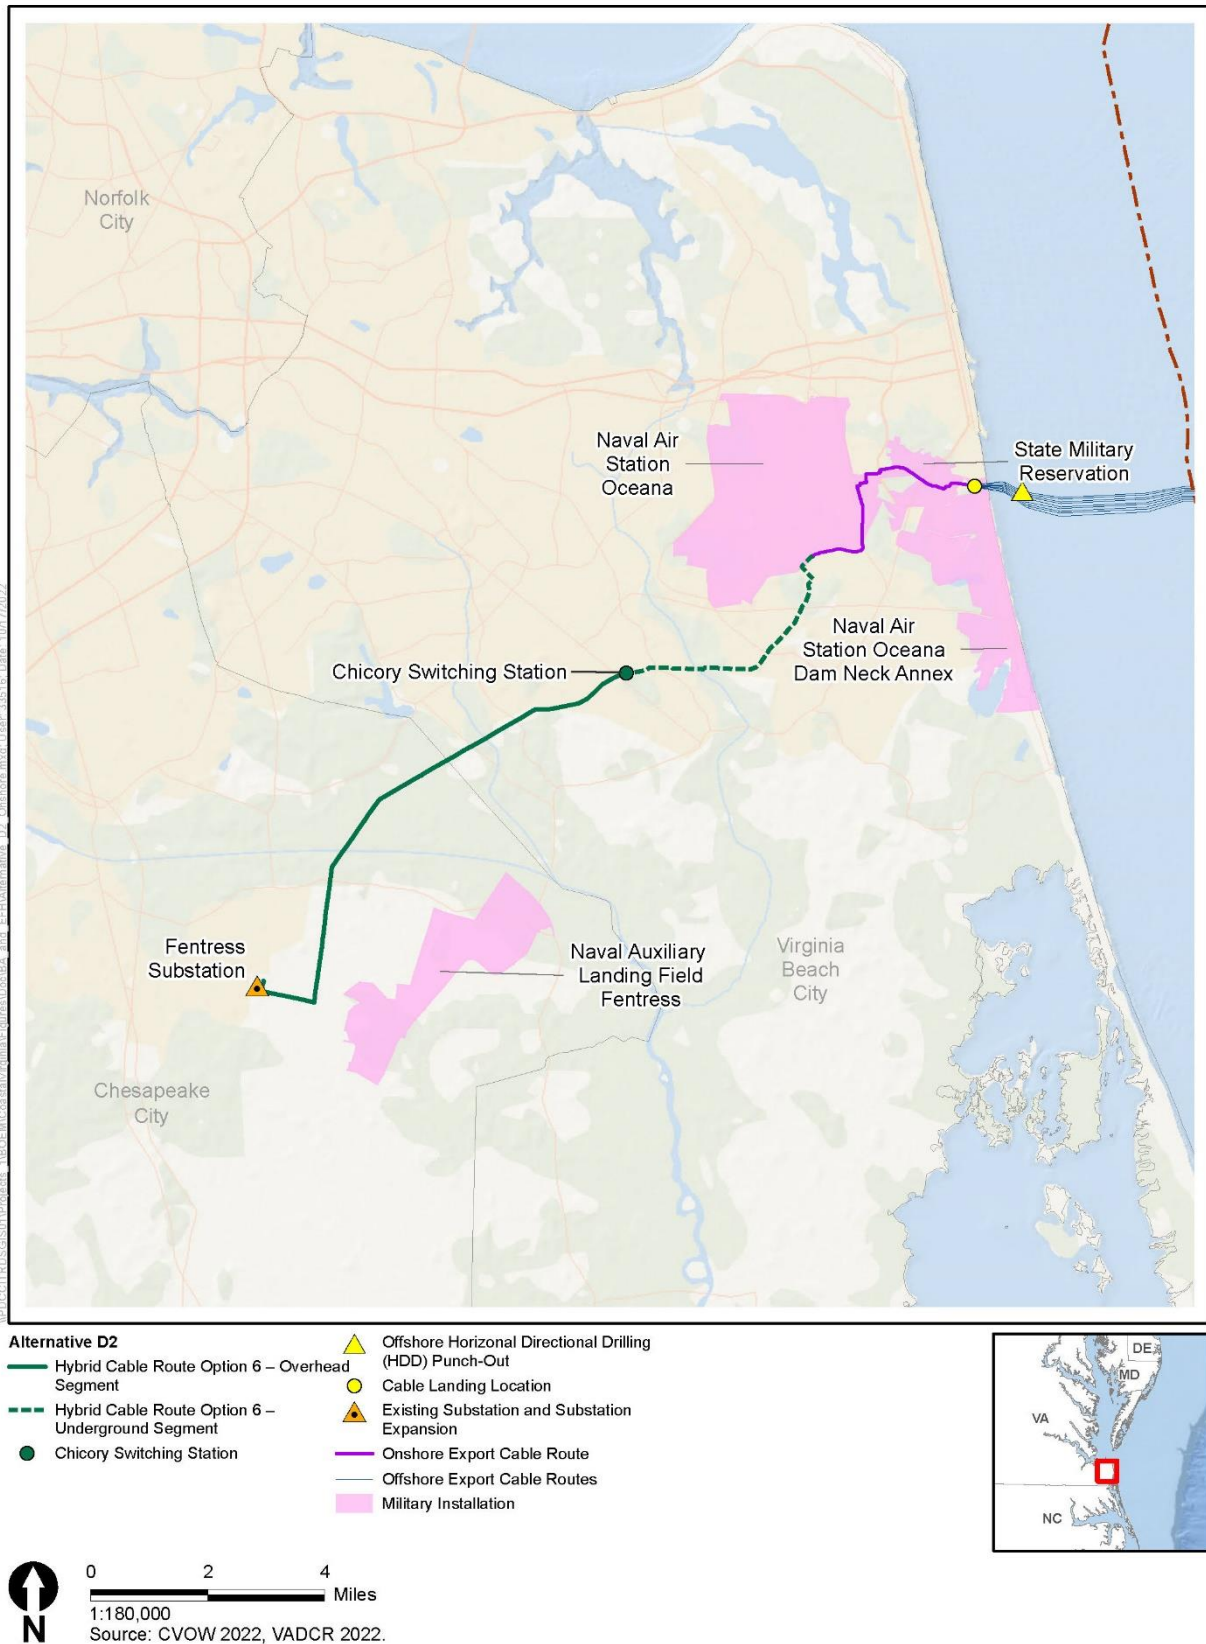 Norfolk
City
Naval Air
Station
Oceana
State Military
Reservation
Naval Air
Station Oceana
Dam Neck Annex
Chicory Switching Station
Fentress
Substation
Naval Auxiliary
Landing Field
Fentress
Virginia
Beach
City
Chesapeake
City
Alternative D2
Hybrid Cable Route Option 6 – Overhead
Segment
Hybrid Cable Route Option 6 –
Underground Segment
Chicory Switching Station
Offshore Horizonal Directional Drilling
(HDD) Punch-Out
Cable Landing Location
Existing Substation and Substation
Expansion
Onshore Export Cable Route
Offshore Export Cable Routes
Military Installation
DE
MD
VA
NC
N
0 2 4
Miles
1:180,000
Source: CVOW 2022, VADCR 2022.